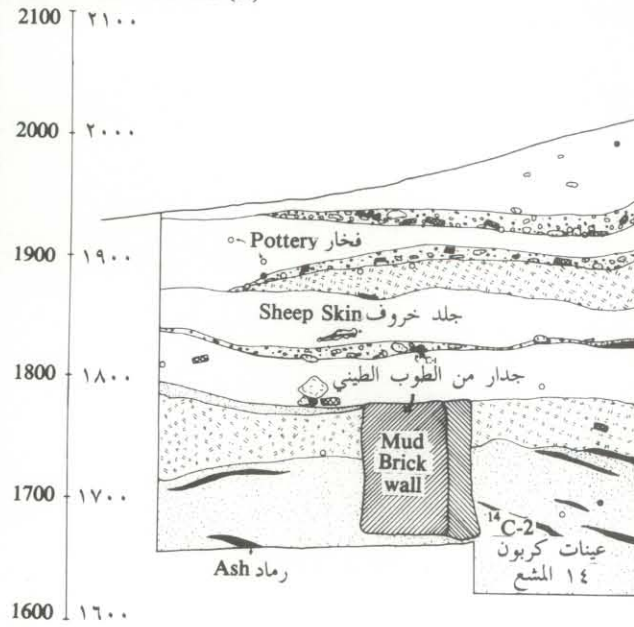 2100 ٢١٠٠
2000 ٢٠٠٠
1900 ١٩٠٠
Pottery فخار
Sheep Skin جلد خروف
1800 ١٨٠٠
جدار من الطوب الطيني
Mud
Brick
wall
1700 ١٧٠٠
¹⁴C-2
عينات كربون
١٤ المشع
Ash رماد
1600 ١٦٠٠